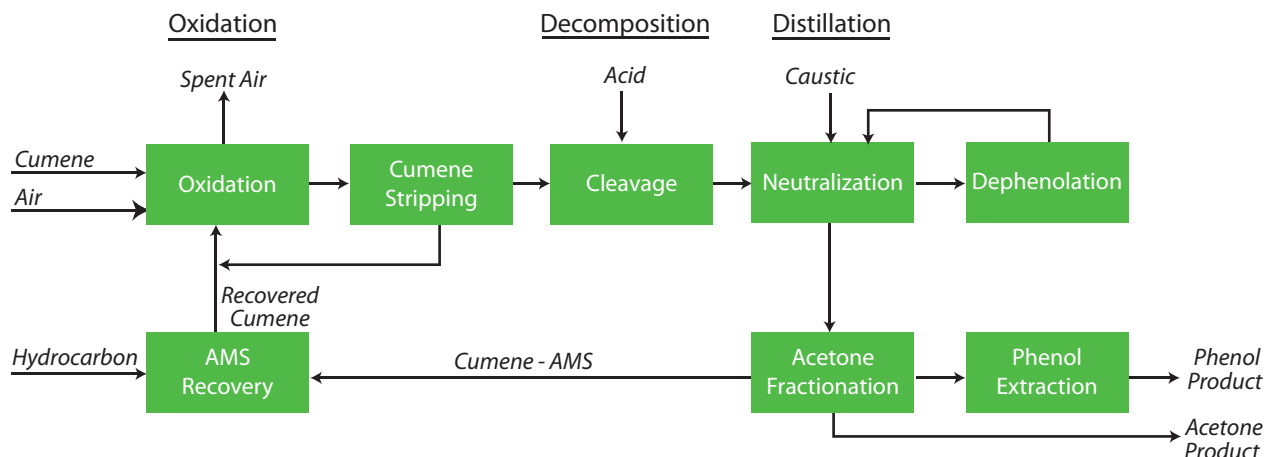 Oxidation
Decomposition
Distillation
Spent Air
Acid
Caustic
Cumene
Air
Oxidation
Cumene
Stripping
Cleavage
Neutralization
Dephenolation
Recovered
Cumene
Hydrocarbon
AMS
Recovery
Cumene - AMS
Acetone
Fractionation
Phenol
Extraction
Phenol
Product
Acetone
Product